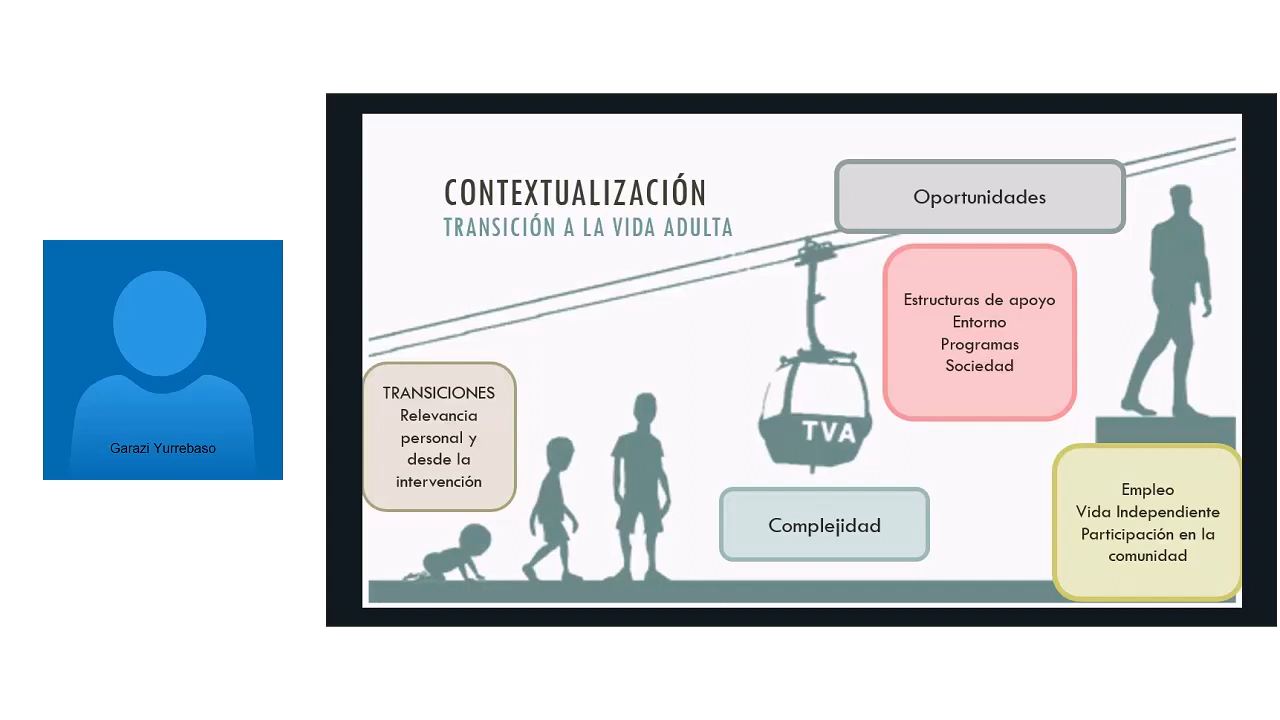 CONTEXTUALIZACIÓN
TRANSICIÓN A LA VIDA ADULTA
Oportunidades
Estructuras de apoyo
Entorno
Programas
Sociedad
TRANSICIONES
Relevancia
personal y
desde la
intervención
TVA
Garazi Yurrebaso
Complejidad
Empleo
Vida Independiente
Participación en la
comunidad